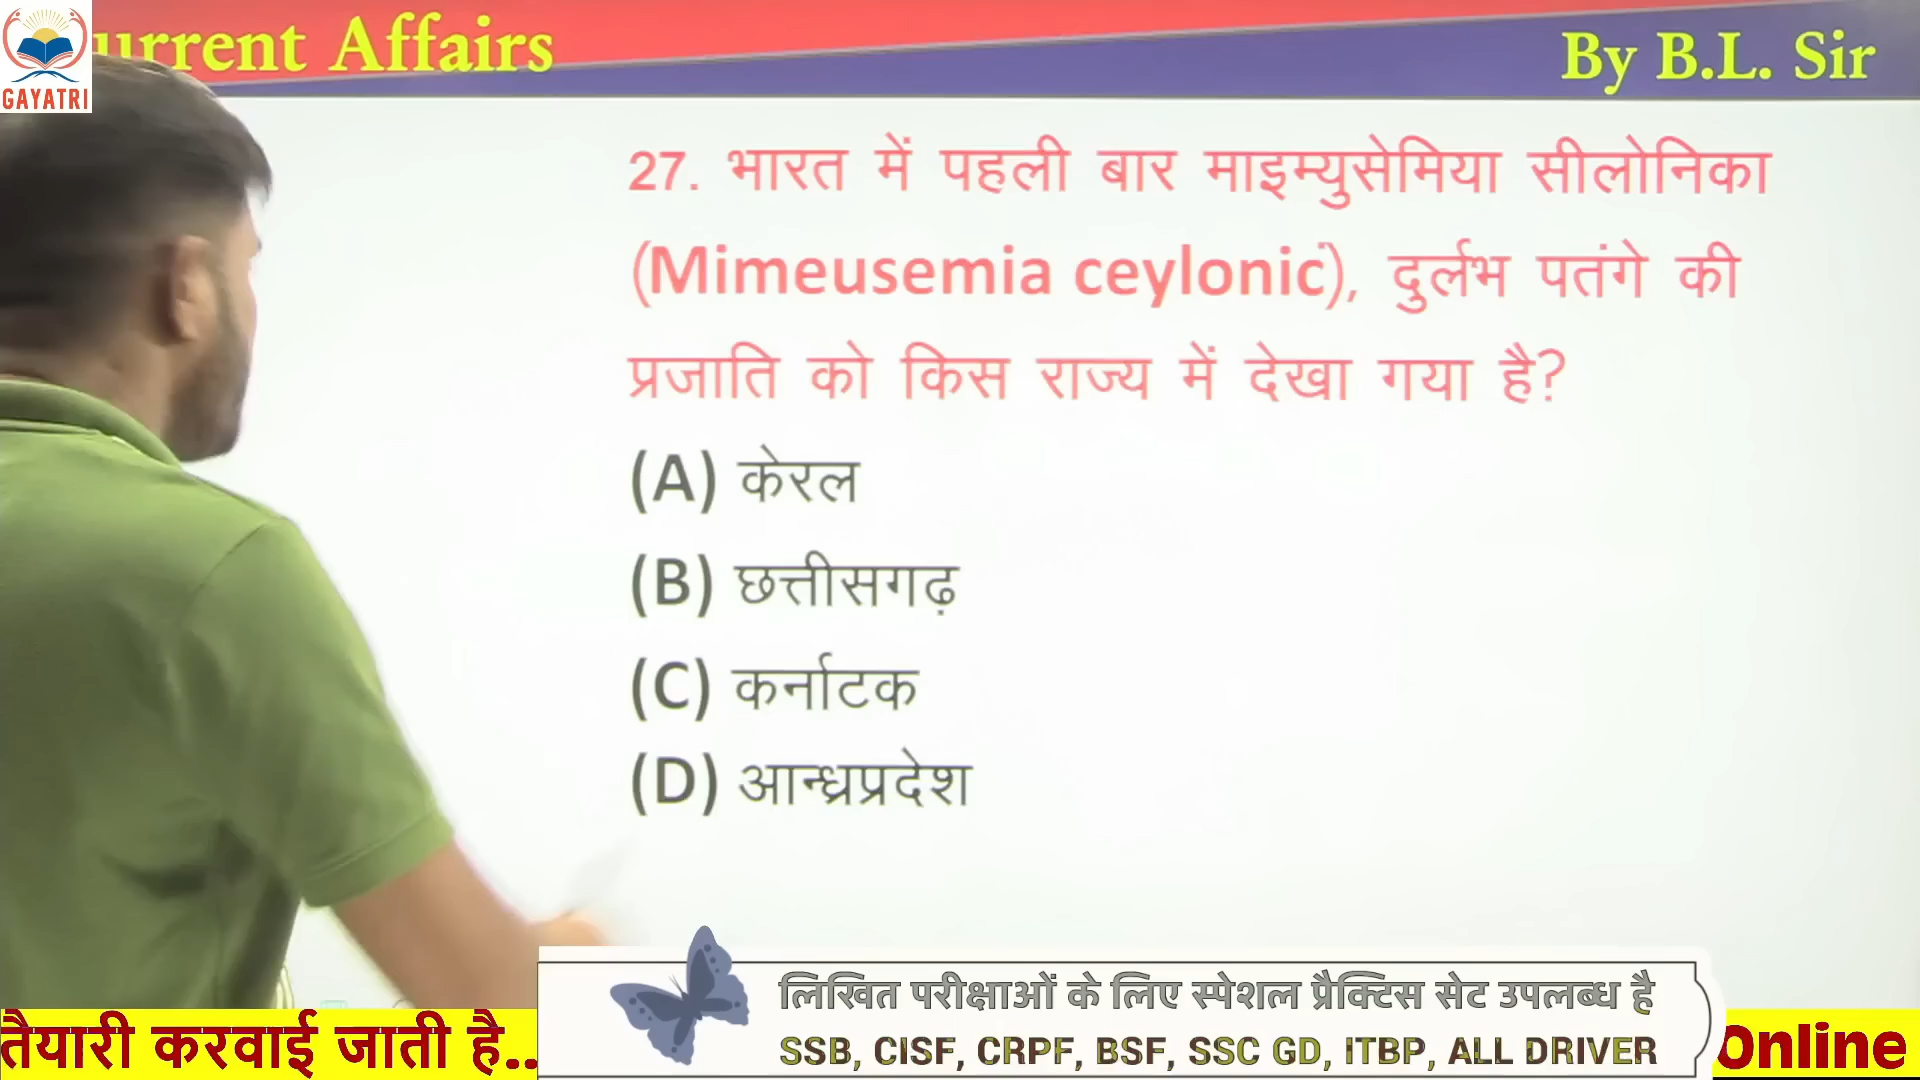 urrent Affairs
By B.L. Sir
GAYATRI
27. भारत में पहली बार माइम्युसेमिया सीलोनिका
(Mimeusemia ceylonic), दुर्लभ पतंगे की
प्रजाति को किस राज्य में देखा गया है?
(A) केरल
(B) छत्तीसगढ़
(C) कर्नाटक
(D) आन्ध्रप्रदेश
लिखित परीक्षाओं के लिए स्पेशल प्रैक्टिस सेट उपलब्ध है
SSB, CISF, CRPF, BSF, SSC GD, ITBP, ALL DRIVER
तैयारी करवाई जाती है..
Online